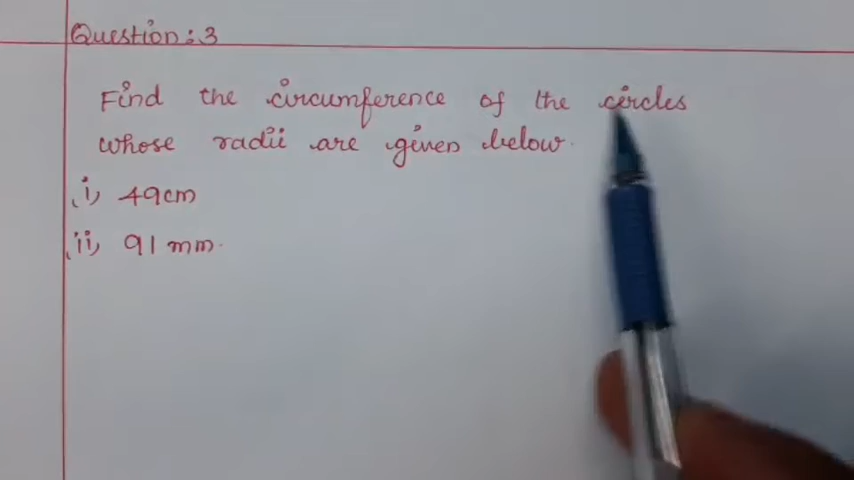 Question: 3
Find the circumference of the circles
whose radii are given below.
(i) 49cm
(ii) 91 mm.